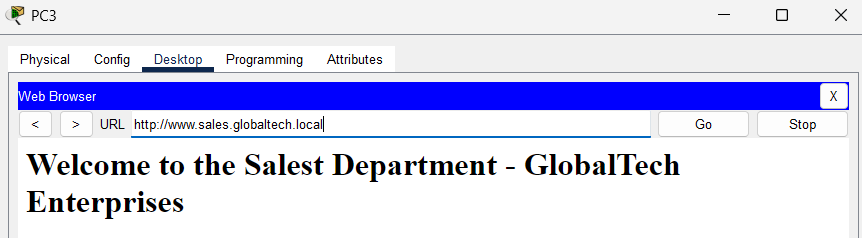 PC3
Physical Config Desktop Programming Attributes
Web Browser X
< > URL http://www.sales.globaltech.local Go Stop
Welcome to the Salest Department - GlobalTech
Enterprises